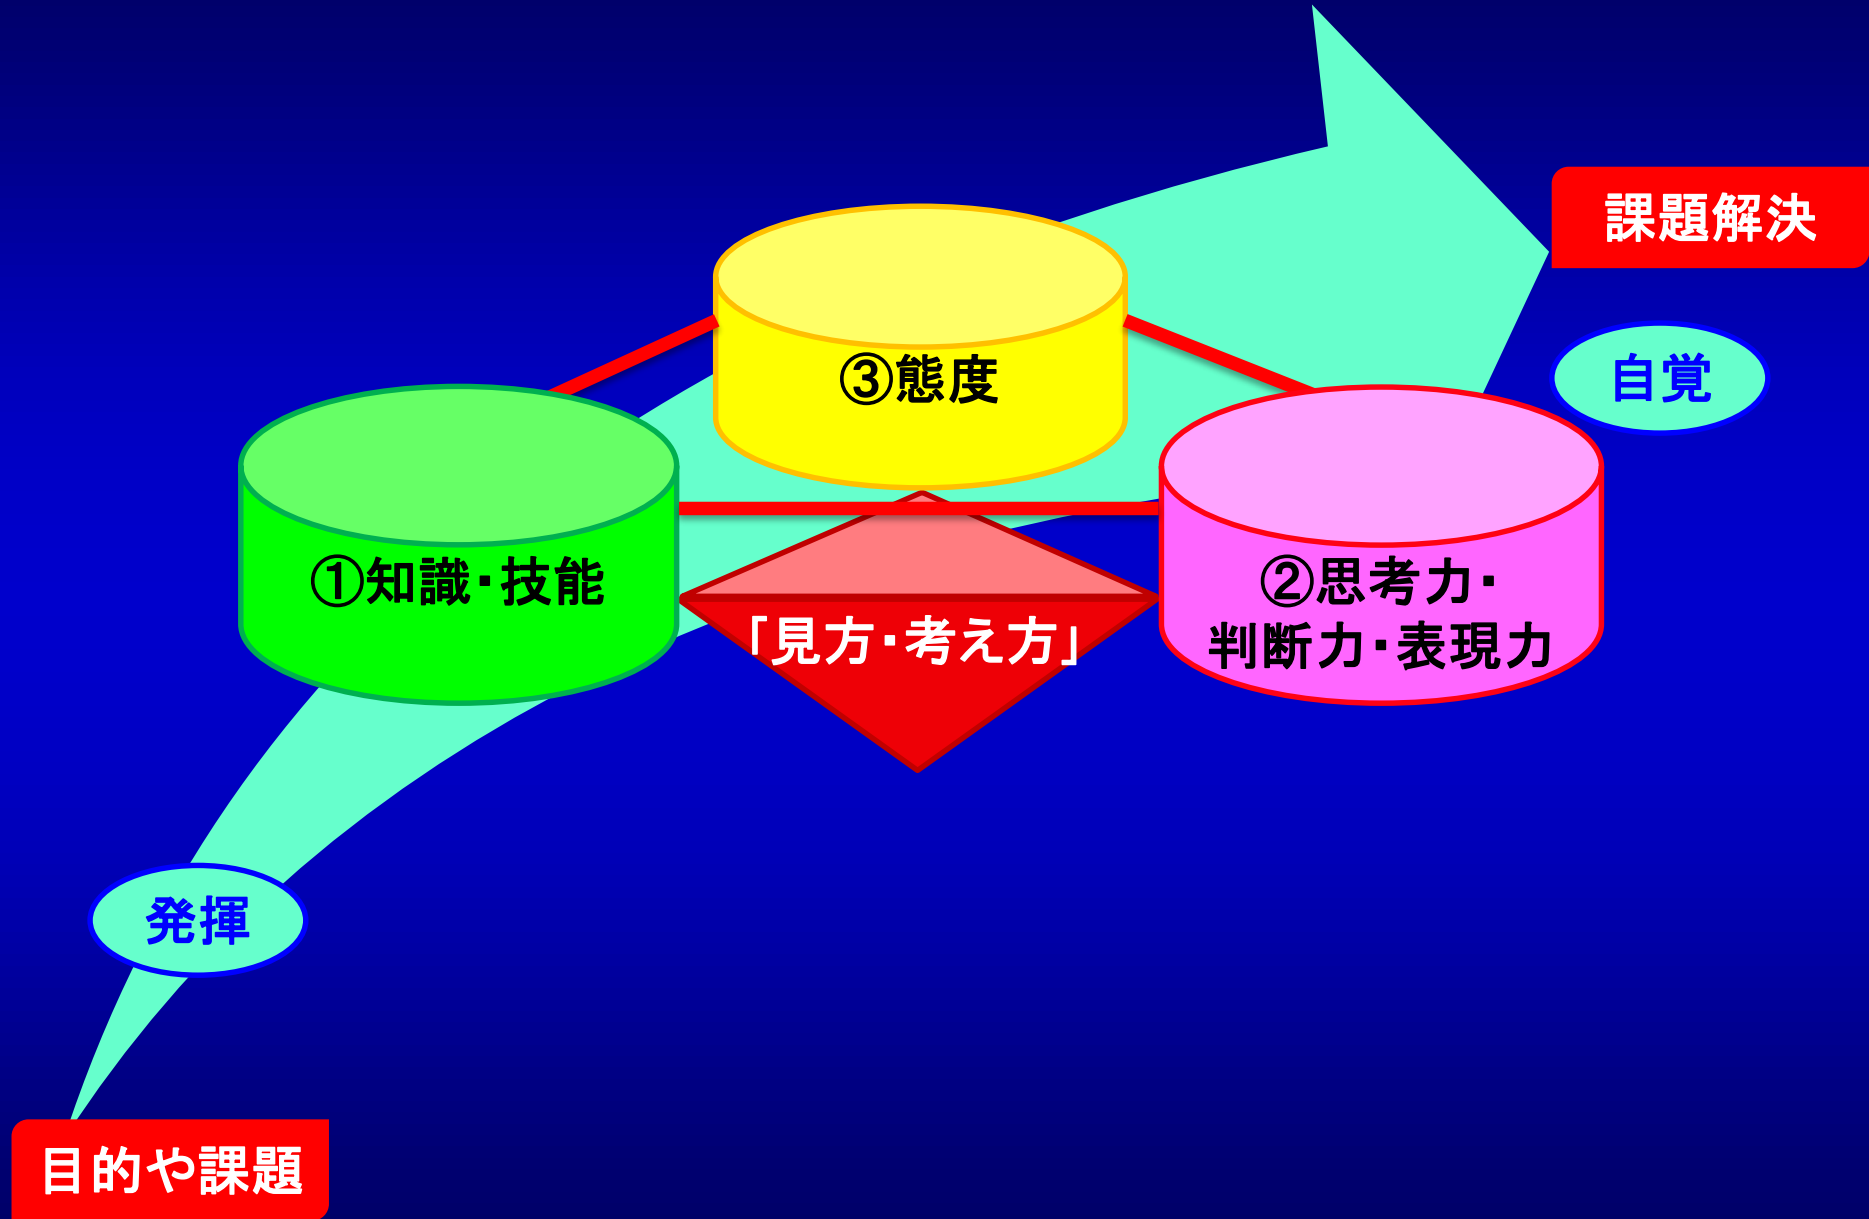 課題解決
自覚
③態度
①知識・技能
②思考力・
判断力・表現力
「見方・考え方」
発揮
目的や課題